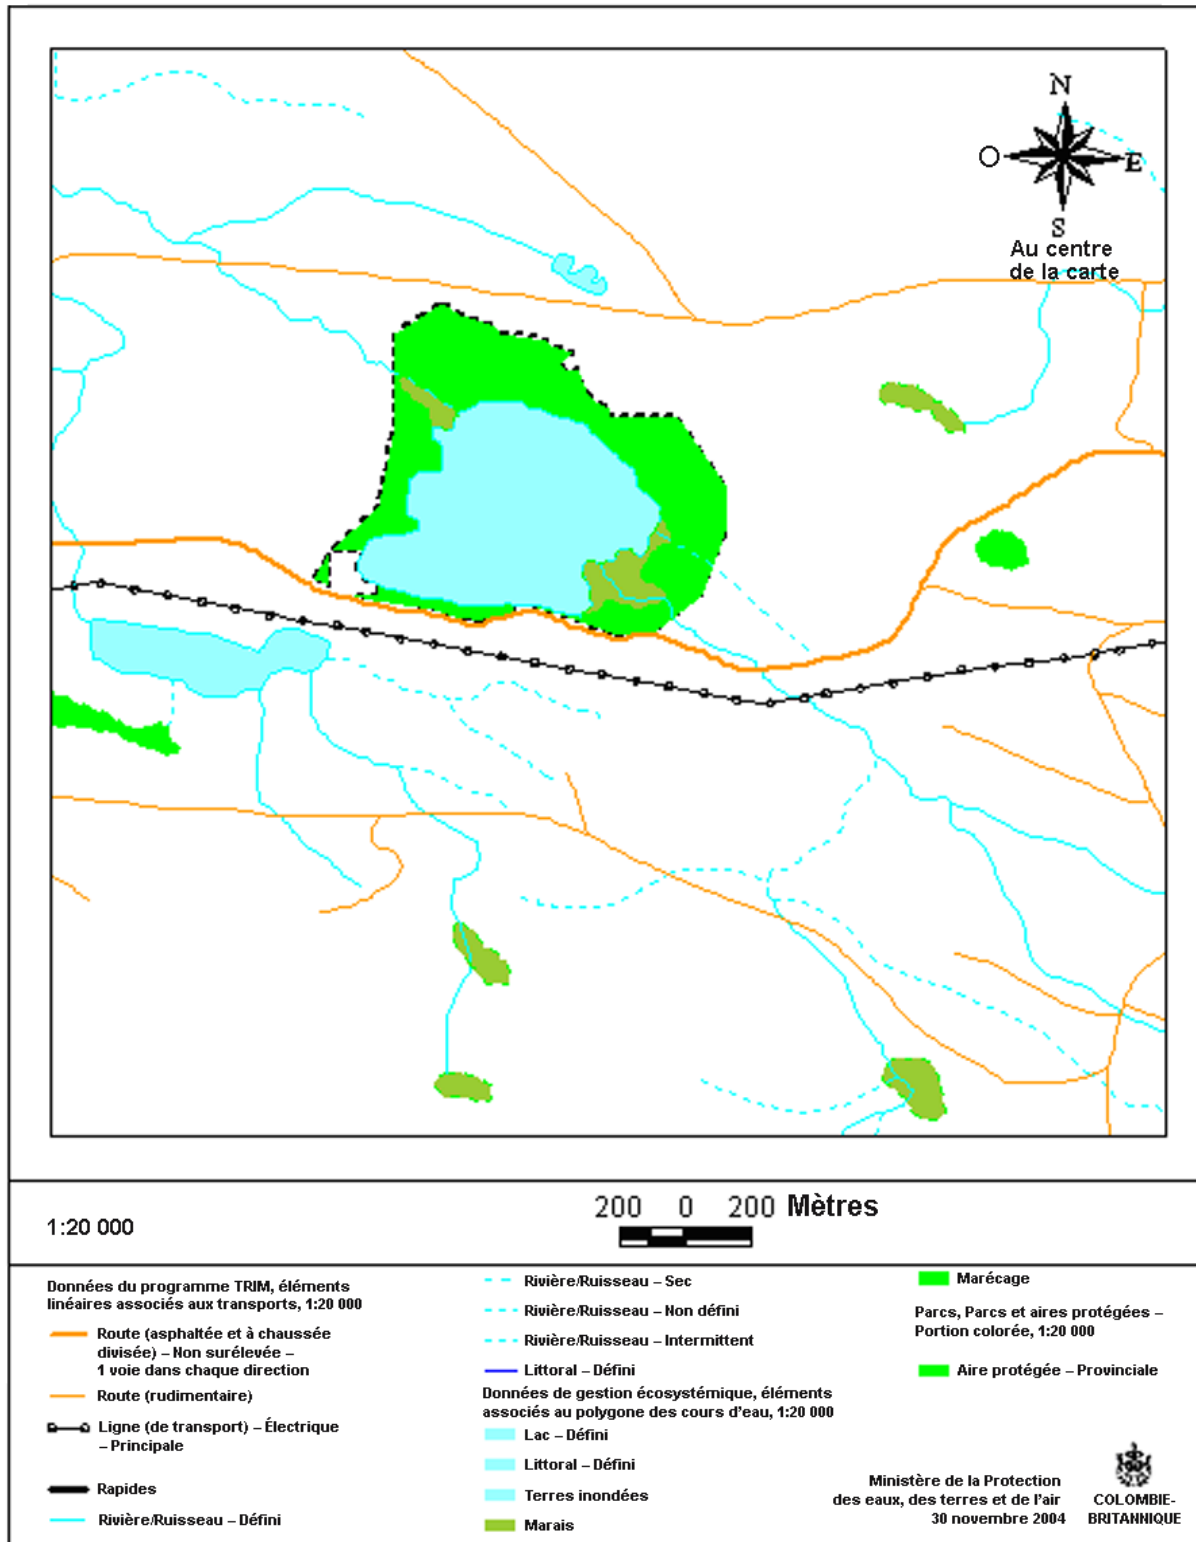 N
O
E
S
Au centre
de la carte
1:20 000
200 0 200 Mètres
Données du programme TRIM, éléments
linéaires associés aux transports, 1:20 000
Route (asphaltée et à chaussée
divisée) – Non surélevée –
1 voie dans chaque direction
Route (rudimentaire)
Ligne (de transport) – Électrique
– Principale
Rapides
Rivière/Ruisseau – Défini
Rivière/Ruisseau – Sec
Rivière/Ruisseau – Non défini
Rivière/Ruisseau – Intermittent
Littoral – Défini
Données de gestion écosystémique, éléments
associés au polygone des cours d'eau, 1:20 000
Lac – Défini
Littoral – Défini
Terres inondées
Marais
Marécage
Parcs, Parcs et aires protégées –
Portion colorée, 1:20 000
Aire protégée – Provinciale
Ministère de la Protection
des eaux, des terres et de l'air
30 novembre 2004
COLOMBIE-
BRITANNIQUE